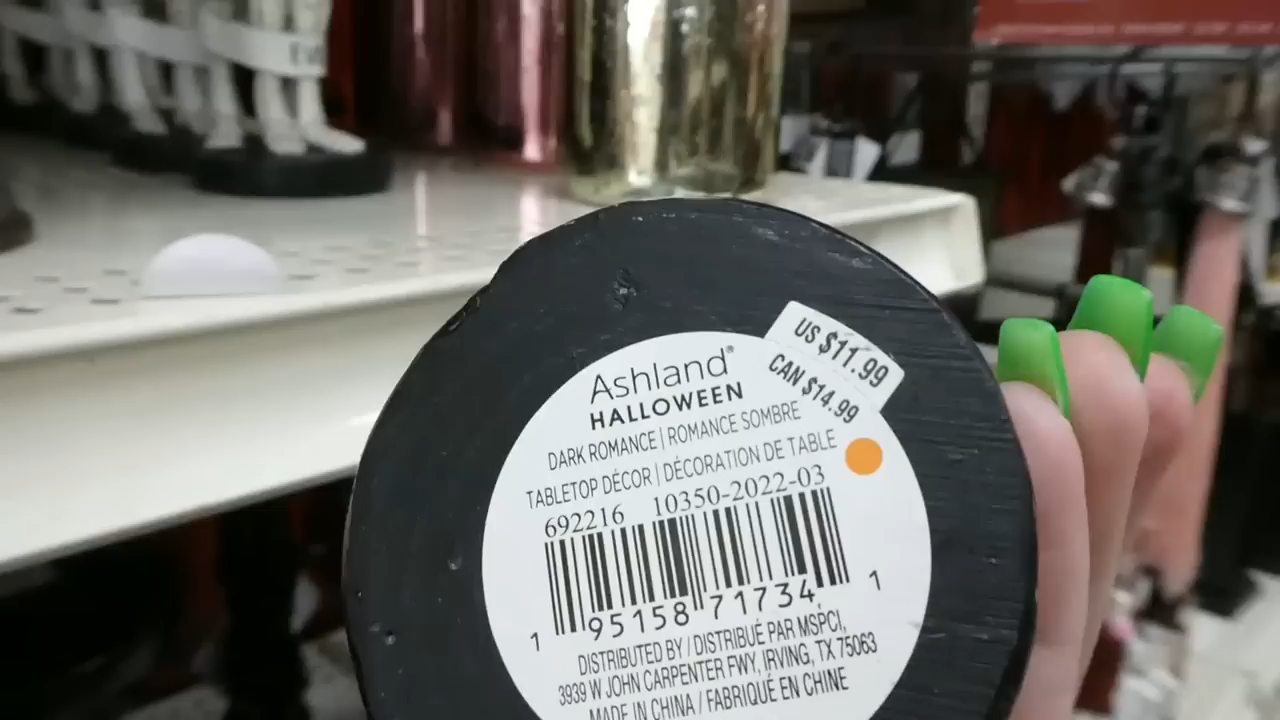 US $11.99
CAN $14.99
Ashland®
HALLOWEEN
DARK ROMANCE | ROMANCE SOMBRE
TABLETOP DÉCOR | DÉCORATION DE TABLE
692216 10350-2022-03
1 95158 71734 1
DISTRIBUTED BY / DISTRIBUÉ PAR MSPCI,
3939 W JOHN CARPENTER FWY, IRVING, TX 75063
MADE IN CHINA / FABRIQUÉ EN CHINE